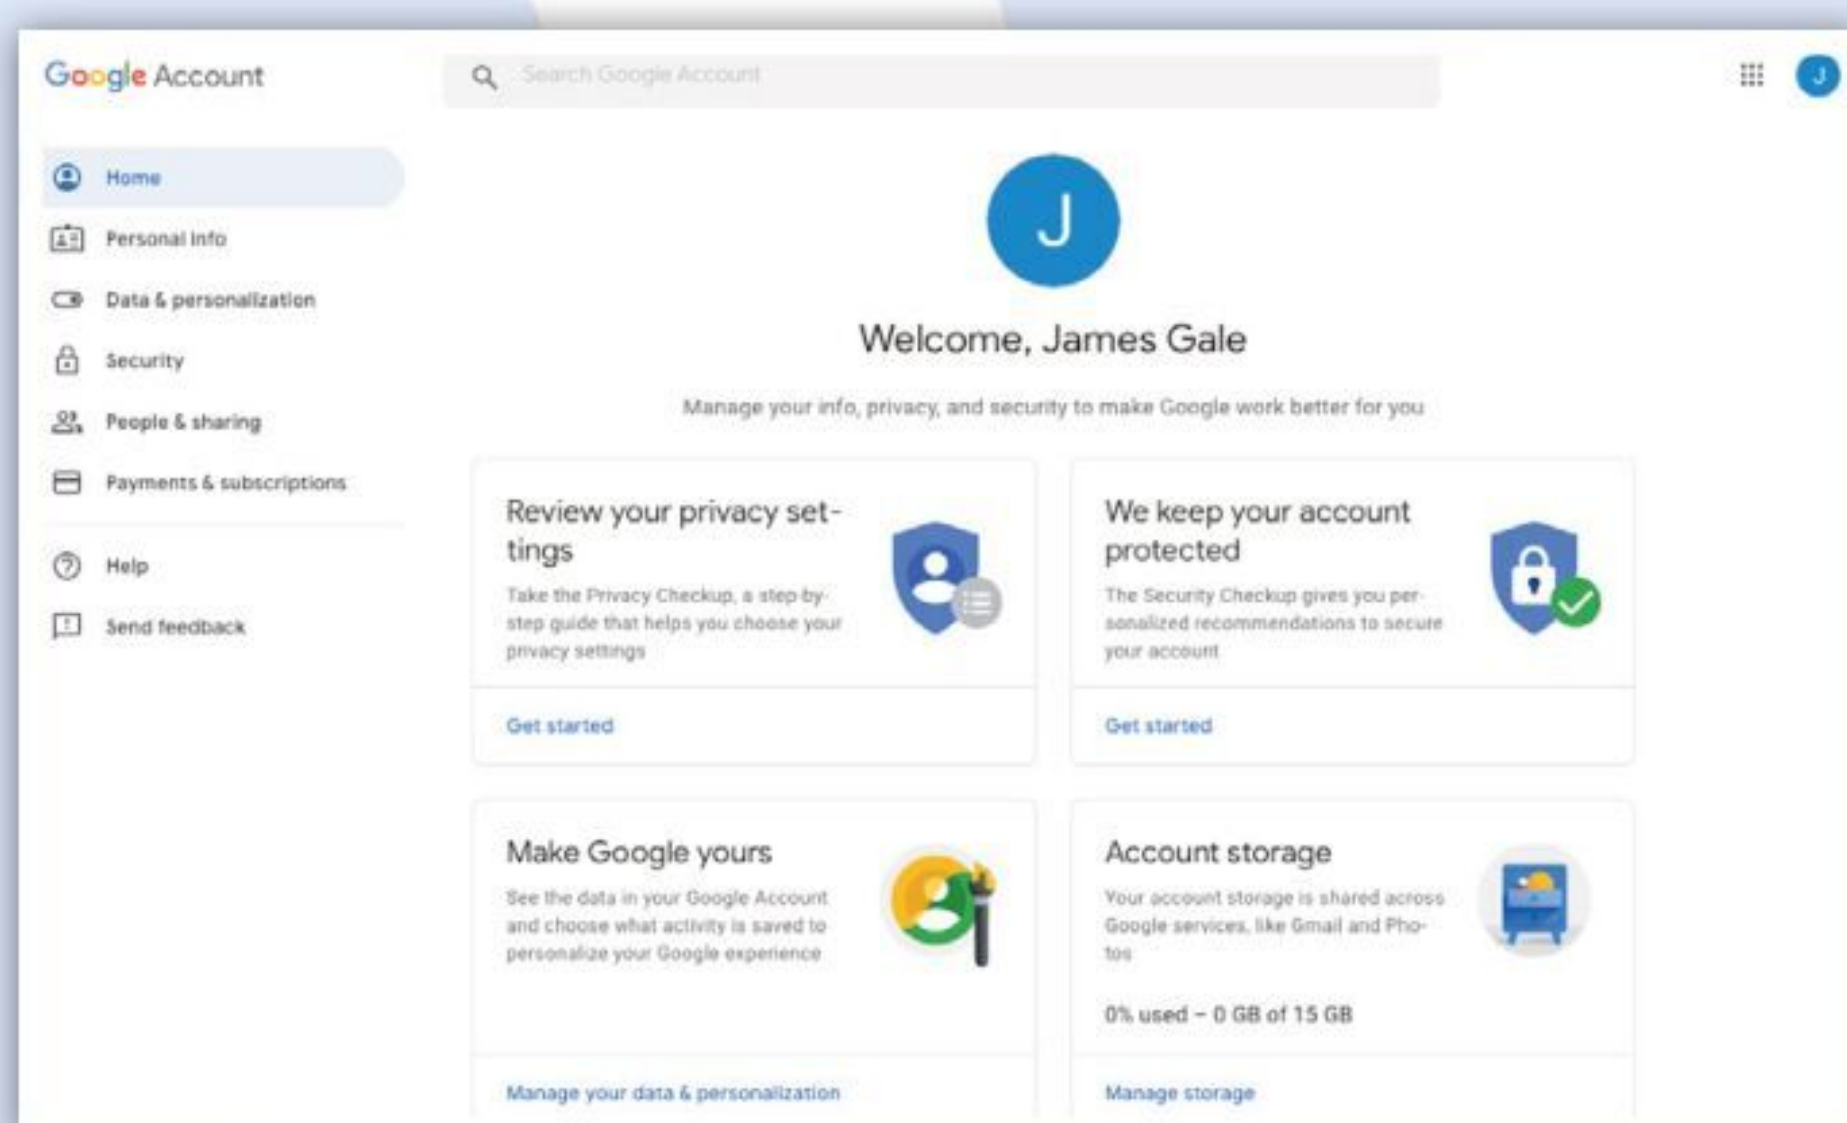 Google Account
Search Google Account
J
Home
Personal info
Data & personalization
Security
People & sharing
Payments & subscriptions
Help
Send feedback
J
Welcome, James Gale
Manage your info, privacy, and security to make Google work better for you
Review your privacy set-
tings
Take the Privacy Checkup, a step-by-
step guide that helps you choose your
privacy settings
Get started
We keep your account
protected
The Security Checkup gives you per-
sonalized recommendations to secure
your account
Get started
Make Google yours
See the data in your Google Account
and choose what activity is saved to
personalize your Google experience
Manage your data & personalization
Account storage
Your account storage is shared across
Google services, like Gmail and Pho-
tos
0% used – 0 GB of 15 GB
Manage storage